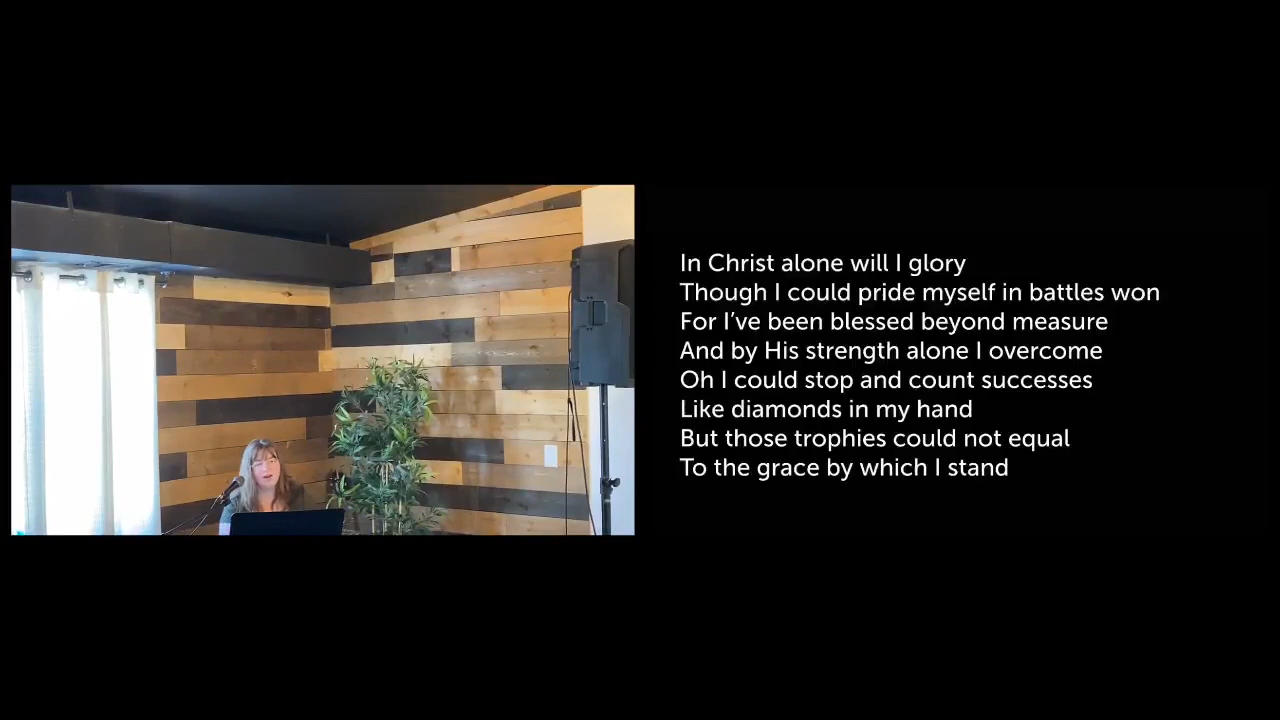 In Christ alone will I glory
Though I could pride myself in battles won
For I’ve been blessed beyond measure
And by His strength alone I overcome
Oh I could stop and count successes
Like diamonds in my hand
But those trophies could not equal
To the grace by which I stand